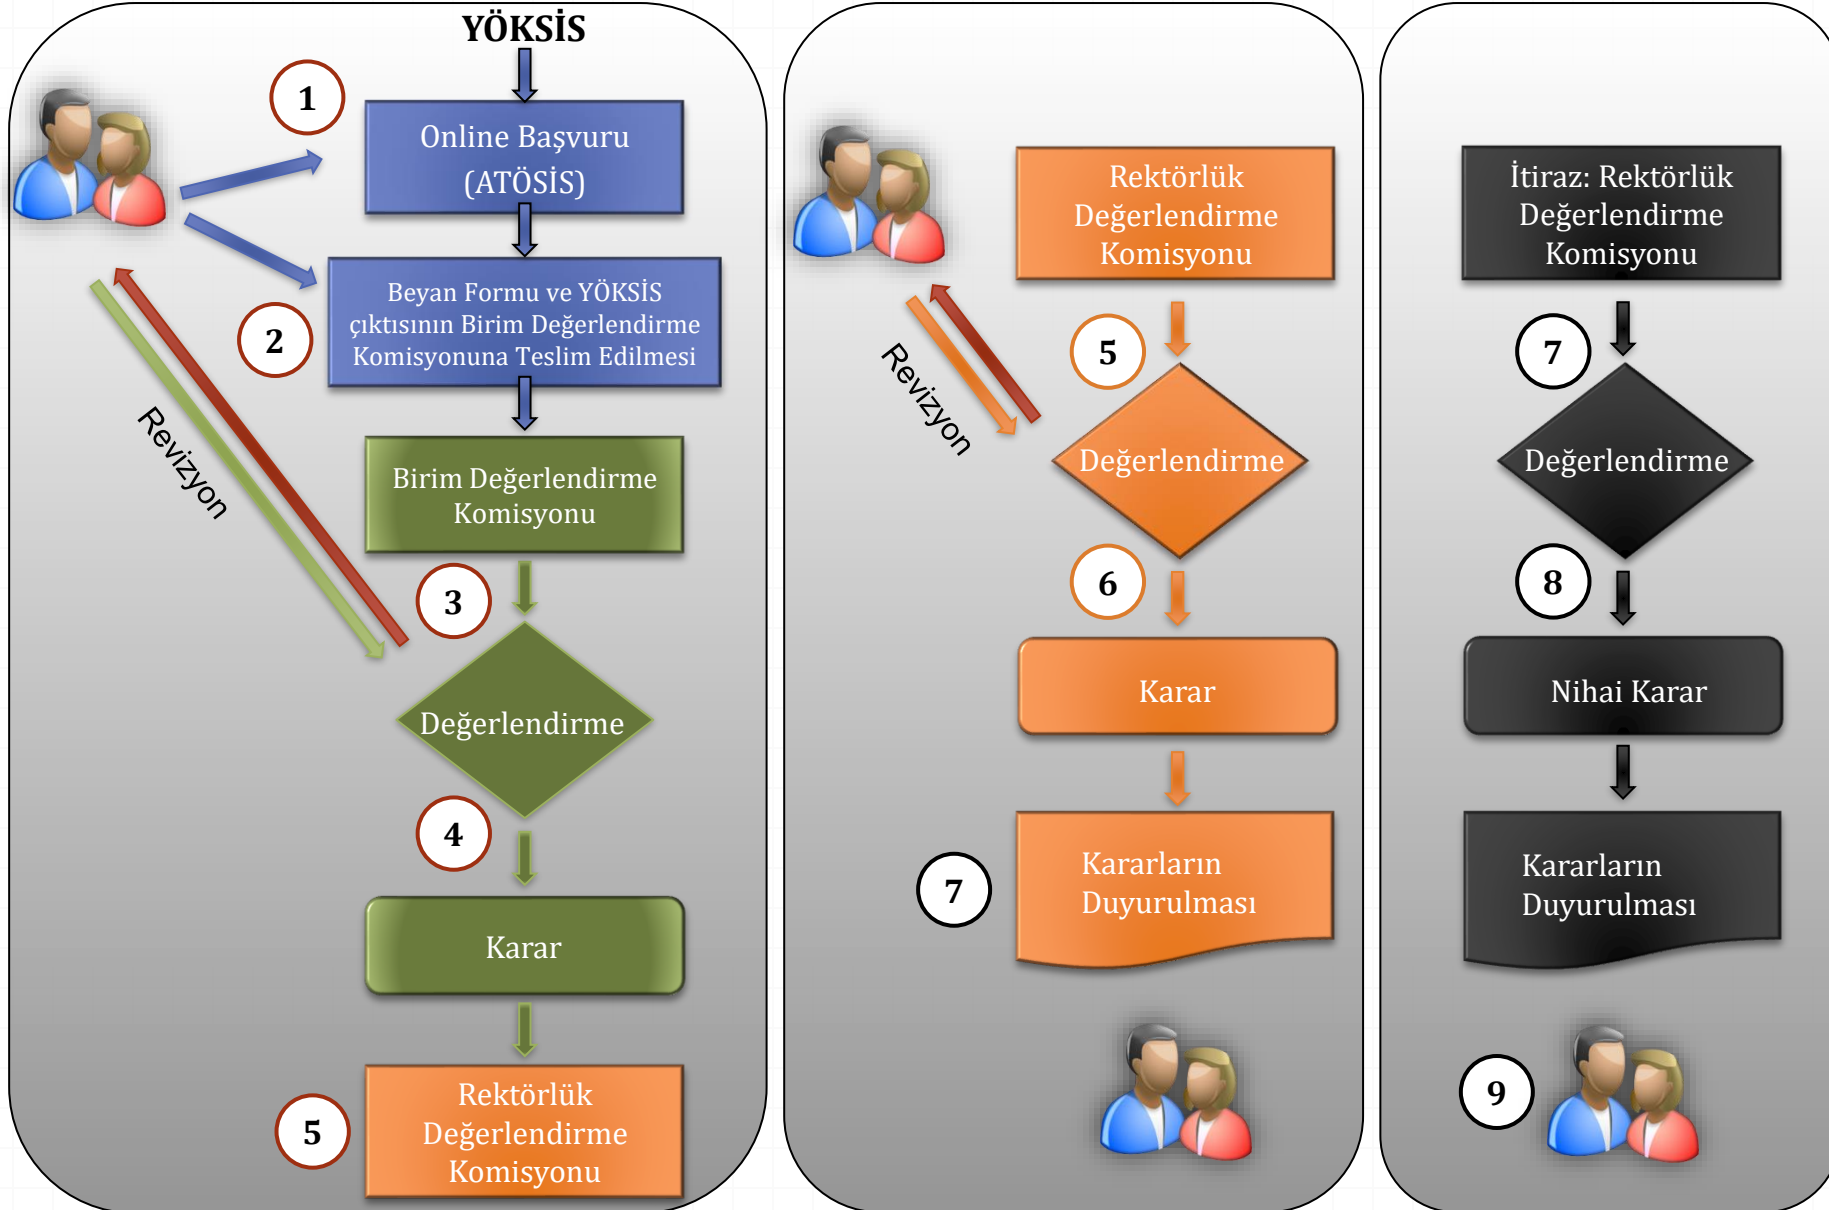 YÖKSİS
1
Online Başvuru
(ATÖSİS)
2
Beyan Formu ve YÖKSİS
çıktısının Birim Değerlendirme
Komisyonuna Teslim Edilmesi
Revizyon
Birim Değerlendirme
Komisyonu
3
Değerlendirme
4
Karar
5
Rektörlük
Değerlendirme
Komisyonu
Rektörlük
Değerlendirme
Komisyonu
Revizyon
5
Değerlendirme
6
Karar
7
Kararların
Duyurulması
İtiraz: Rektörlük
Değerlendirme
Komisyonu
7
Değerlendirme
8
Nihai Karar
Kararların
Duyurulması
9